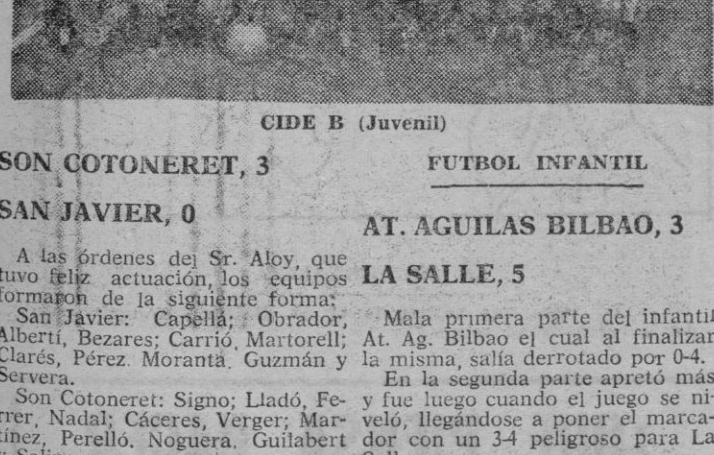 CIDE B (Juvenil)
SON COTONERET, 3
SAN JAVIER, 0
A las órdenes del Sr. Aloy, que
tuvo feliz actuación, los equipos
formaron de la siguiente forma:
San Javier: Capellá; Obrador,
Albertí, Bezares; Carrió, Martorell;
Clarés, Pérez. Moranta, Guzmán y
Servera.
Son Cotoneret: Signo; Lladó, Fe-
rrer, Nadal; Cáceres, Verger; Mar-
tínez, Perelló, Noguera, Guilabert
FUTBOL INFANTIL
AT. AGUILAS BILBAO, 3
LA SALLE, 5
Mala primera parte del infantil
At. Ag. Bilbao el cual al finalizar
la misma, salía derrotado por 0-4.
En la segunda parte apretó más
y fue luego cuando el juego se ni-
veló, llegándose a poner el marca-
dor con un 3-4 peligroso para La